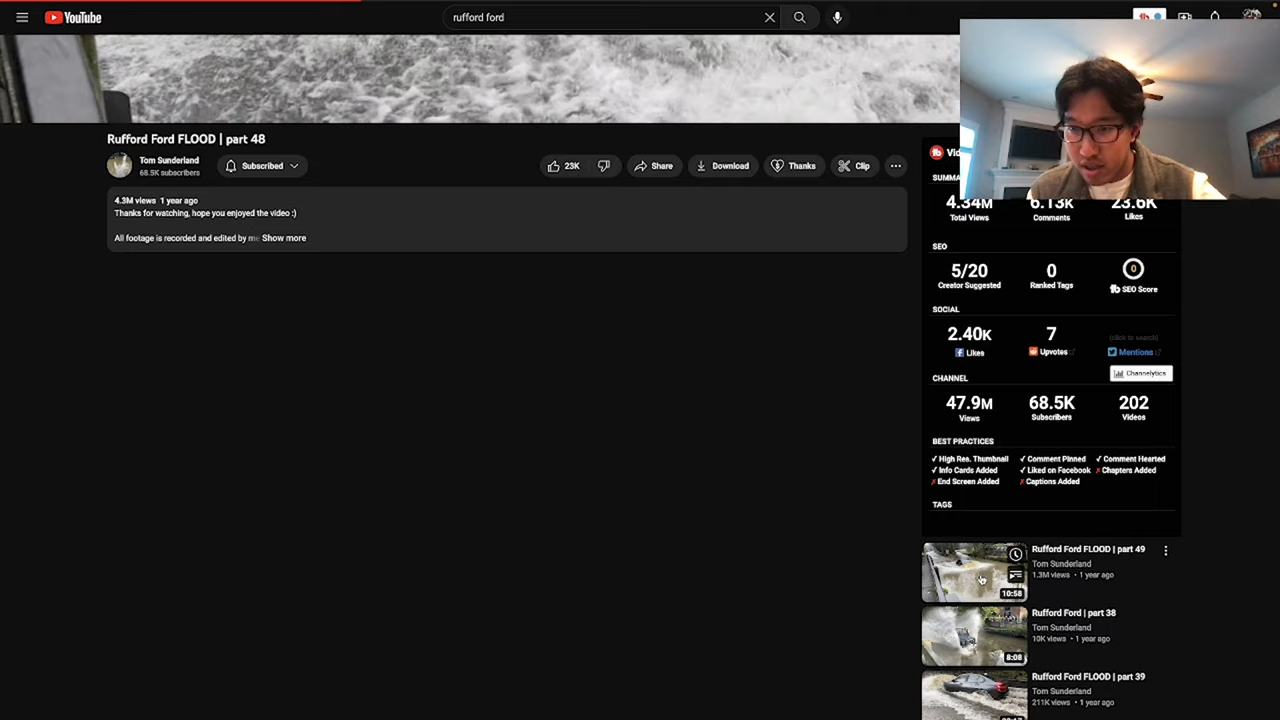 YouTube
rufford ford
Rufford Ford FLOOD | part 48
Tom Sunderland
68.5K subscribers
Subscribed
23K
Share
Download
Thanks
Clip
4.3M views 1 year ago
Thanks for watching, hope you enjoyed the video :)
All footage is recorded and edited by me Show more
4.34M
6.13K
23.6K
Total Views
Comments
Likes
SEO
5/20
0
0
Creator Suggested
Ranked Tags
tb SEO Score
SOCIAL
2.40K
7
(click to search)
Likes
Upvotes
Mentions
Channelytics
CHANNEL
47.9M
68.5K
202
Views
Subscribers
Videos
BEST PRACTICES
✓ High Res. Thumbnail
✓ Comment Pinned
✓ Comment Hearted
✓ Info Cards Added
✓ Liked on Facebook
✗ Chapters Added
✗ End Screen Added
✗ Captions Added
TAGS
Rufford Ford FLOOD | part 49
Tom Sunderland
1.3M views • 1 year ago
10:58
Rufford Ford | part 38
Tom Sunderland
10K views • 1 year ago
8:08
Rufford Ford FLOOD | part 39
Tom Sunderland
211K views • 1 year ago